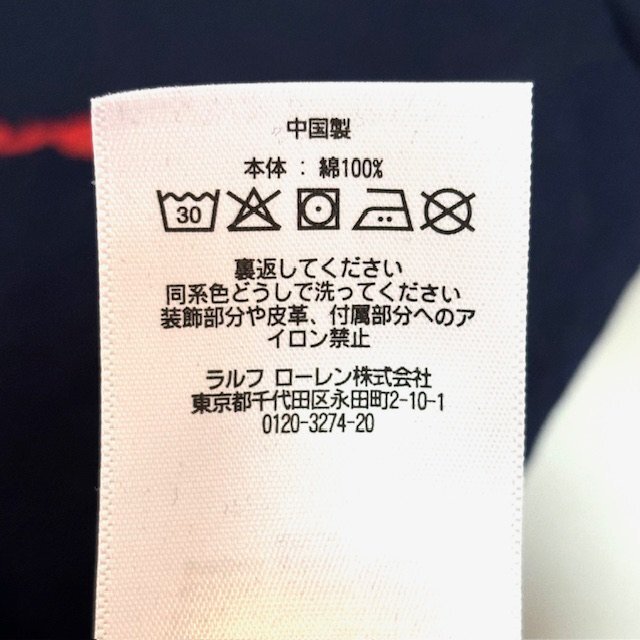 中国製
本体 : 綿100%
30
裏返してください
同系色どうしで洗ってください
装飾部分や皮革、付属部分へのア
イロン禁止
ラルフ ローレン株式会社
東京都千代田区永田町2-10-1
0120-3274-20